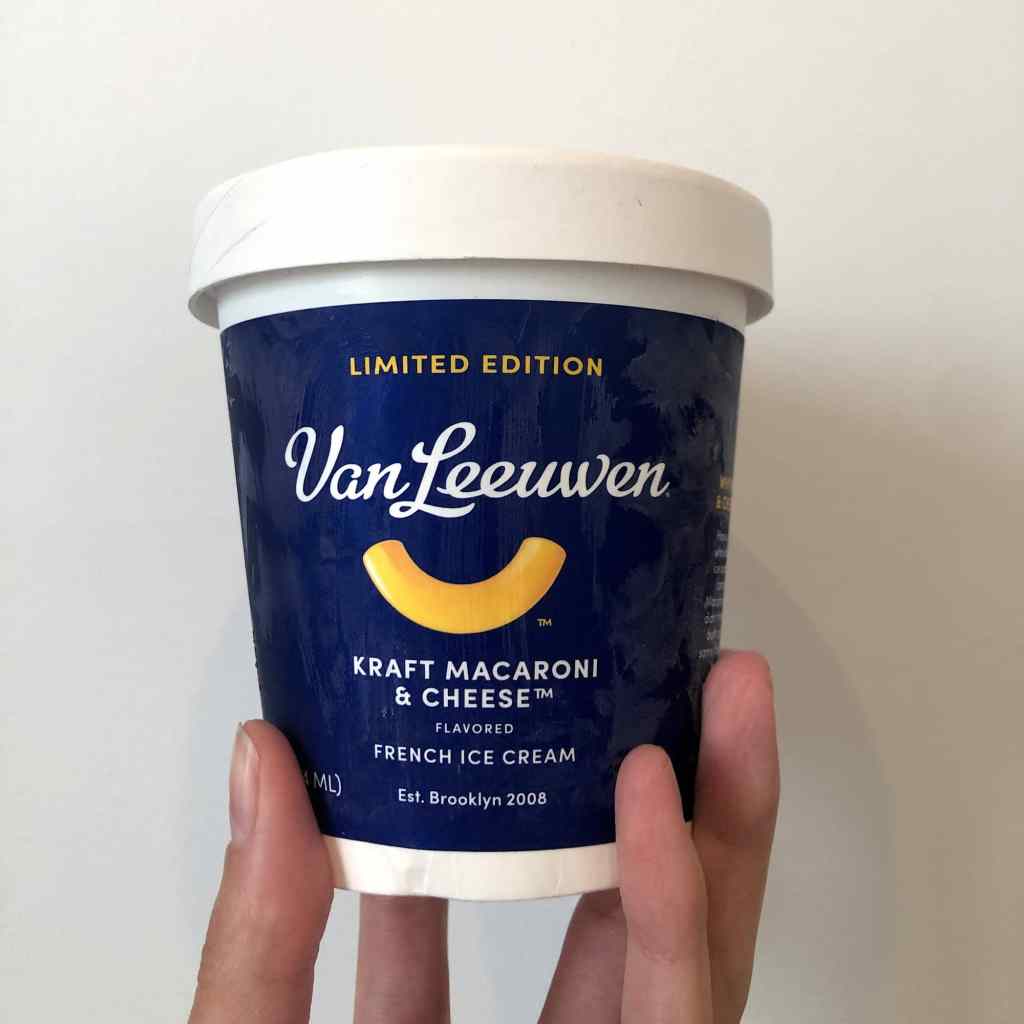 LIMITED EDITION
Van Leeuwen
™
KRAFT MACARONI
& CHEESE™
FLAVORED
FRENCH ICE CREAM
ML)
Est. Brooklyn 2008